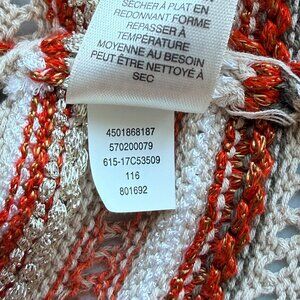 SÉCHER À PLAT EN
REDONNANT FORME
REPASSER À
TEMPÉRATURE
MOYENNE AU BESOIN
PEUT ÊTRE NETTOYÉ À
SEC
4501868187
570200079
615-17C53509
116
801692